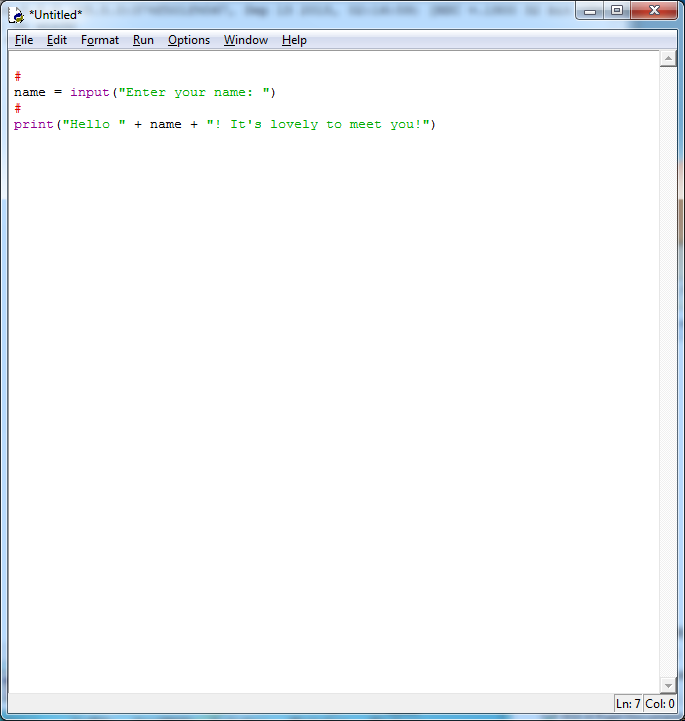 *Untitled*
File Edit Format Run Options Window Help
#
name = input("Enter your name: ")
#
print("Hello " + name + "! It's lovely to meet you!")
Ln: 7 Col: 0